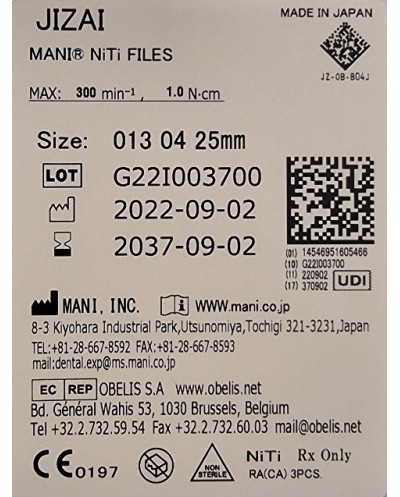 JIZAI
MADE IN JAPAN
MANI® NiTi FILES
JZ-0B-B04J
MAX: 300 min⁻¹, 1.0 N·cm
Size: 013 04 25mm
LOT G22I003700
2022-09-02
2037-09-02
(01) 14546951605466
(10) G22I003700
(11) 220902
(17) 370902 UDI
MANI, INC. www.mani.co.jp
8-3 Kiyohara Industrial Park,Utsunomiya,Tochigi 321-3231,Japan
TEL:+81-28-667-8592 FAX:+81-28-667-8593
mail:dental.exp@ms.mani.co.jp
EC REP OBELIS S.A www.obelis.net
Bd. Général Wahis 53, 1030 Brussels, Belgium
Tel +32.2.732.59.54 Fax +32.2.732.60.03 mail@obelis.net
CE 0197 2 NON STERILE NiTi Rx Only
RA(CA) 3PCS.